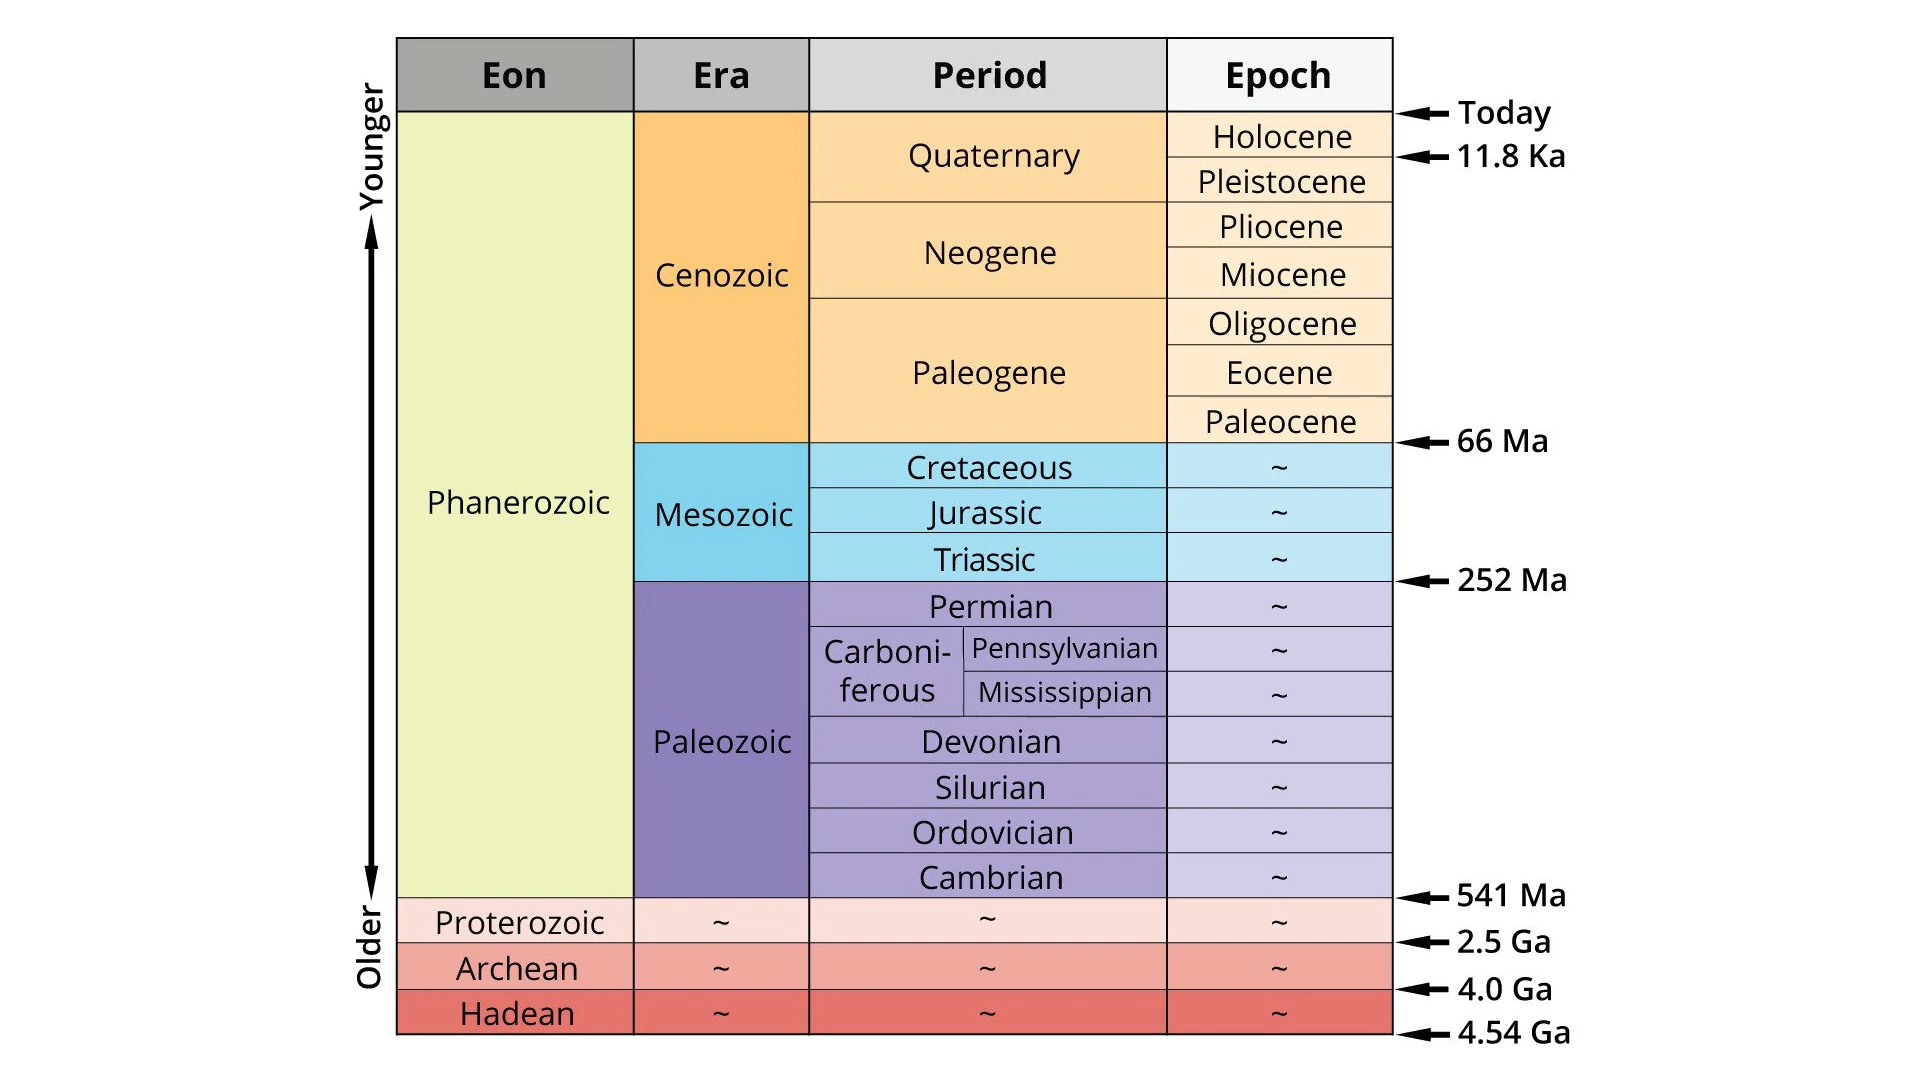 Eon Era Period Epoch
Younger
Older
Today
Holocene
Quaternary
11.8 Ka
Pleistocene
Pliocene
Neogene
Cenozoic
Miocene
Oligocene
Paleogene
Eocene
Paleocene
66 Ma
Phanerozoic
Cretaceous ~
Mesozoic
Jurassic ~
Triassic ~
252 Ma
Permian ~
Carboni-
ferous
Pennsylvanian ~
Mississippian ~
Paleozoic
Devonian ~
Silurian ~
Ordovician ~
Cambrian ~
541 Ma
Proterozoic ~ ~ ~
2.5 Ga
Archean ~ ~ ~
4.0 Ga
Hadean ~ ~ ~
4.54 Ga